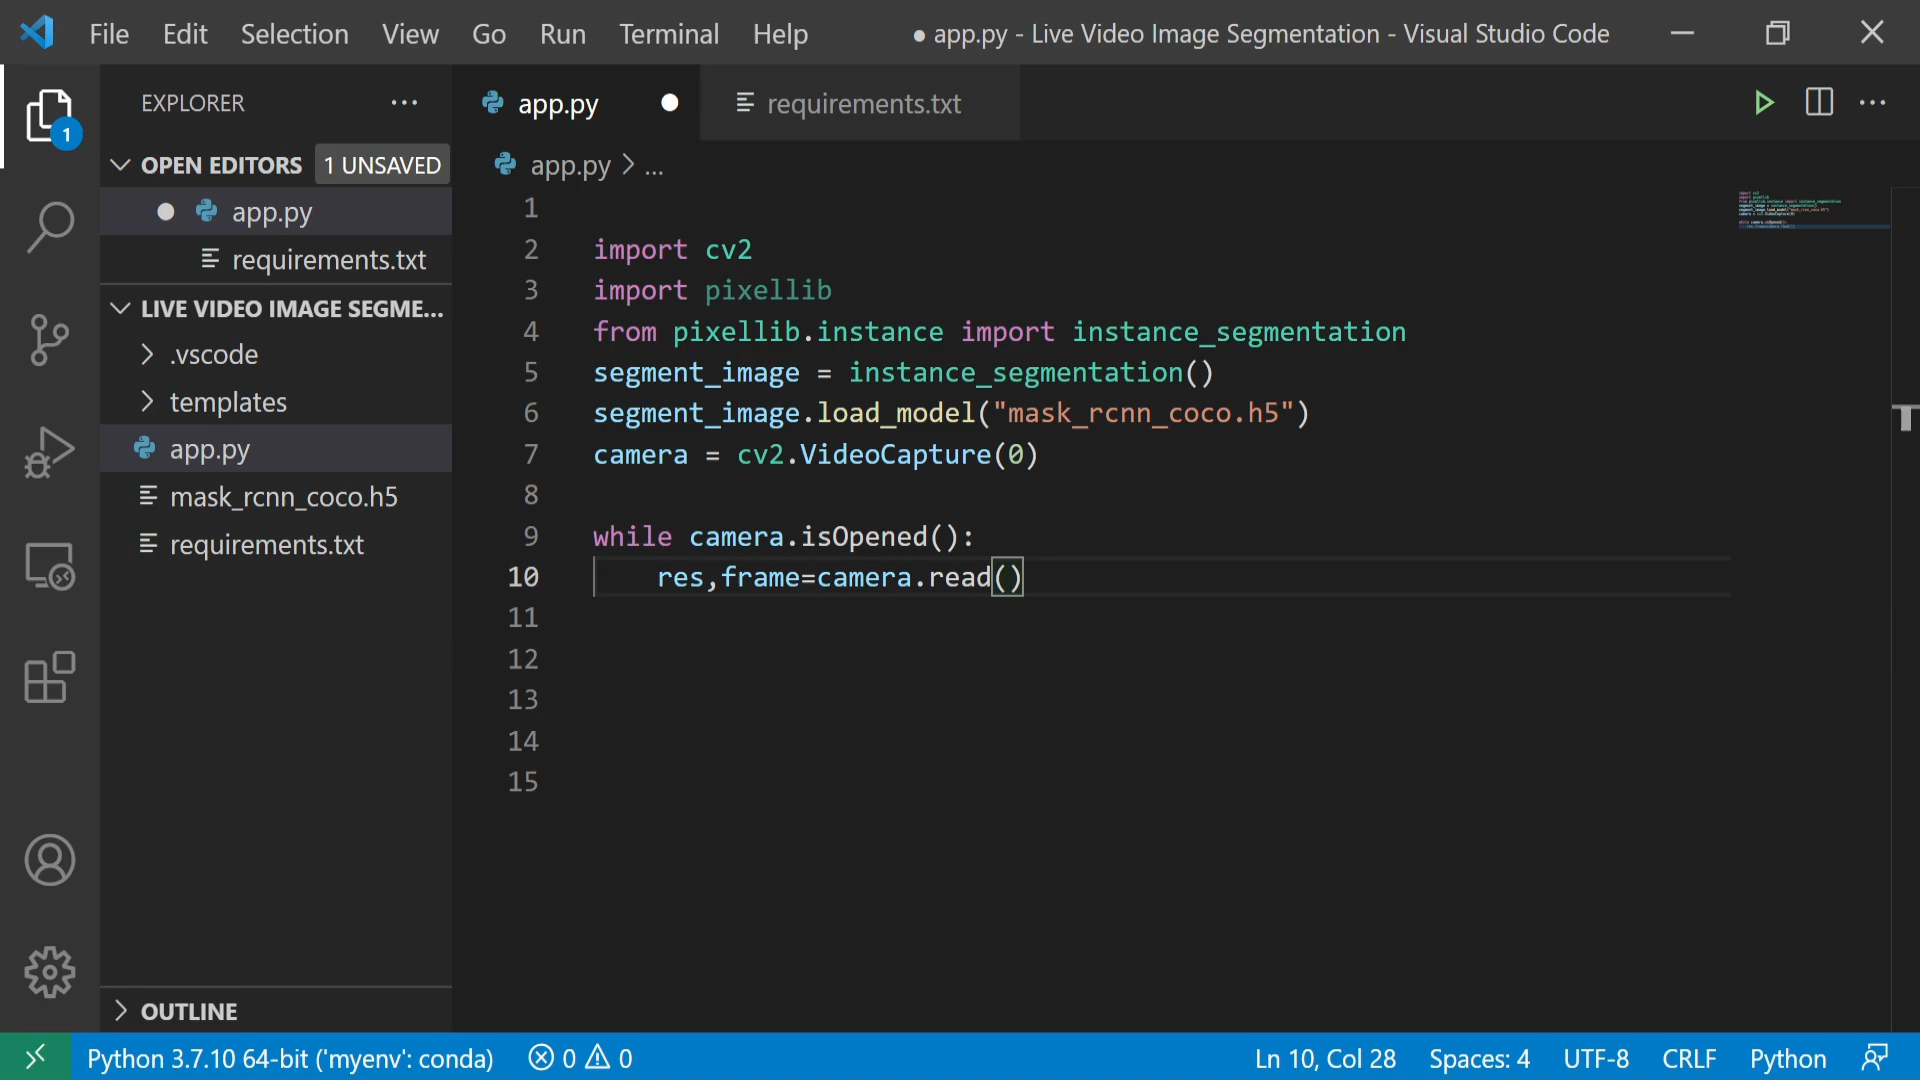 File Edit Selection View Go Run Terminal Help ● app.py - Live Video Image Segmentation - Visual Studio Code
EXPLORER
app.py
requirements.txt
1
OPEN EDITORS 1 UNSAVED
app.py
requirements.txt
LIVE VIDEO IMAGE SEGME...
.vscode
templates
app.py
mask_rcnn_coco.h5
requirements.txt
OUTLINE
app.py > ...
1
2 import cv2
3 import pixellib
4 from pixellib.instance import instance_segmentation
5 segment_image = instance_segmentation()
6 segment_image.load_model("mask_rcnn_coco.h5")
7 camera = cv2.VideoCapture(0)
8
9 while camera.isOpened():
10 res,frame=camera.read()
11
12
13
14
15
Python 3.7.10 64-bit ('myenv': conda) 0 0 Ln 10, Col 28 Spaces: 4 UTF-8 CRLF Python